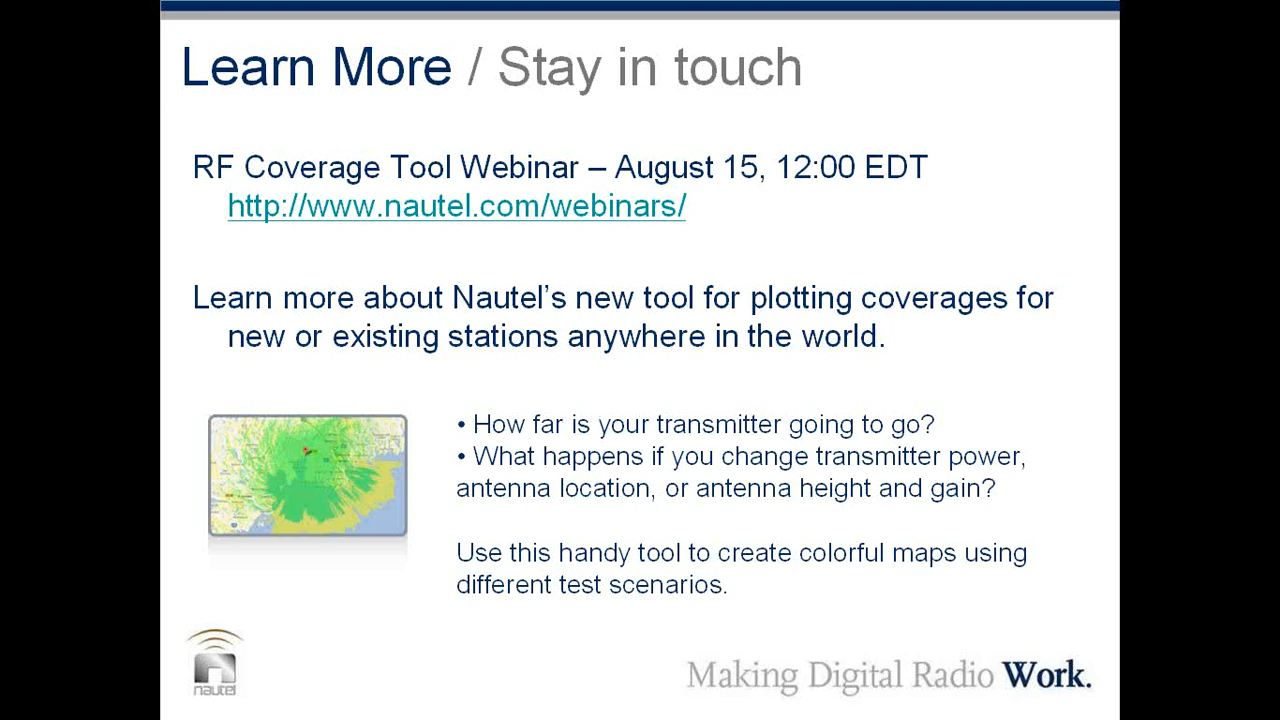 Learn More / Stay in touch
RF Coverage Tool Webinar – August 15, 12:00 EDT
http://www.nautel.com/webinars/
Learn more about Nautel's new tool for plotting coverages for
new or existing stations anywhere in the world.
• How far is your transmitter going to go?
• What happens if you change transmitter power,
antenna location, or antenna height and gain?
Use this handy tool to create colorful maps using
different test scenarios.
nautel
Making Digital Radio Work.